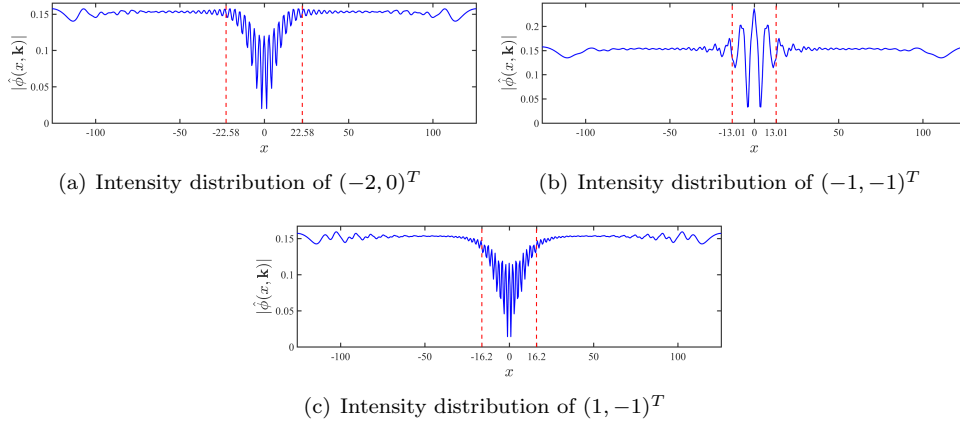 0.15
0.1
0.05
0
|φ̂(x, k)|
-100 -50 -22.58 0 22.58 50 100
x
(a) Intensity distribution of (−2, 0)^T
0.2
0.15
0.1
0.05
0
|φ̂(x, k)|
-100 -50 -13.01 0 13.01 50 100
x
(b) Intensity distribution of (−1, −1)^T
0.15
0.1
0.05
0
|φ̂(x, k)|
-100 -50 -16.2 0 16.2 50 100
x
(c) Intensity distribution of (1, −1)^T